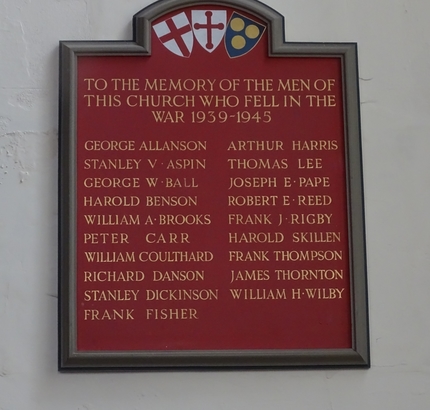 TO THE MEMORY OF THE MEN OF
THIS CHURCH WHO FELL IN THE
WAR 1939-1945
GEORGE ALLANSON
STANLEY V·ASPIN
GEORGE W·BALL
HAROLD BENSON
WILLIAM A·BROOKS
PETER CARR
WILLIAM COULTHARD
RICHARD DANSON
STANLEY DICKINSON
FRANK FISHER
ARTHUR HARRIS
THOMAS LEE
JOSEPH E·PAPE
ROBERT E·REED
FRANK J·RIGBY
HAROLD SKILLEN
FRANK THOMPSON
JAMES THORNTON
WILLIAM H·WILBY